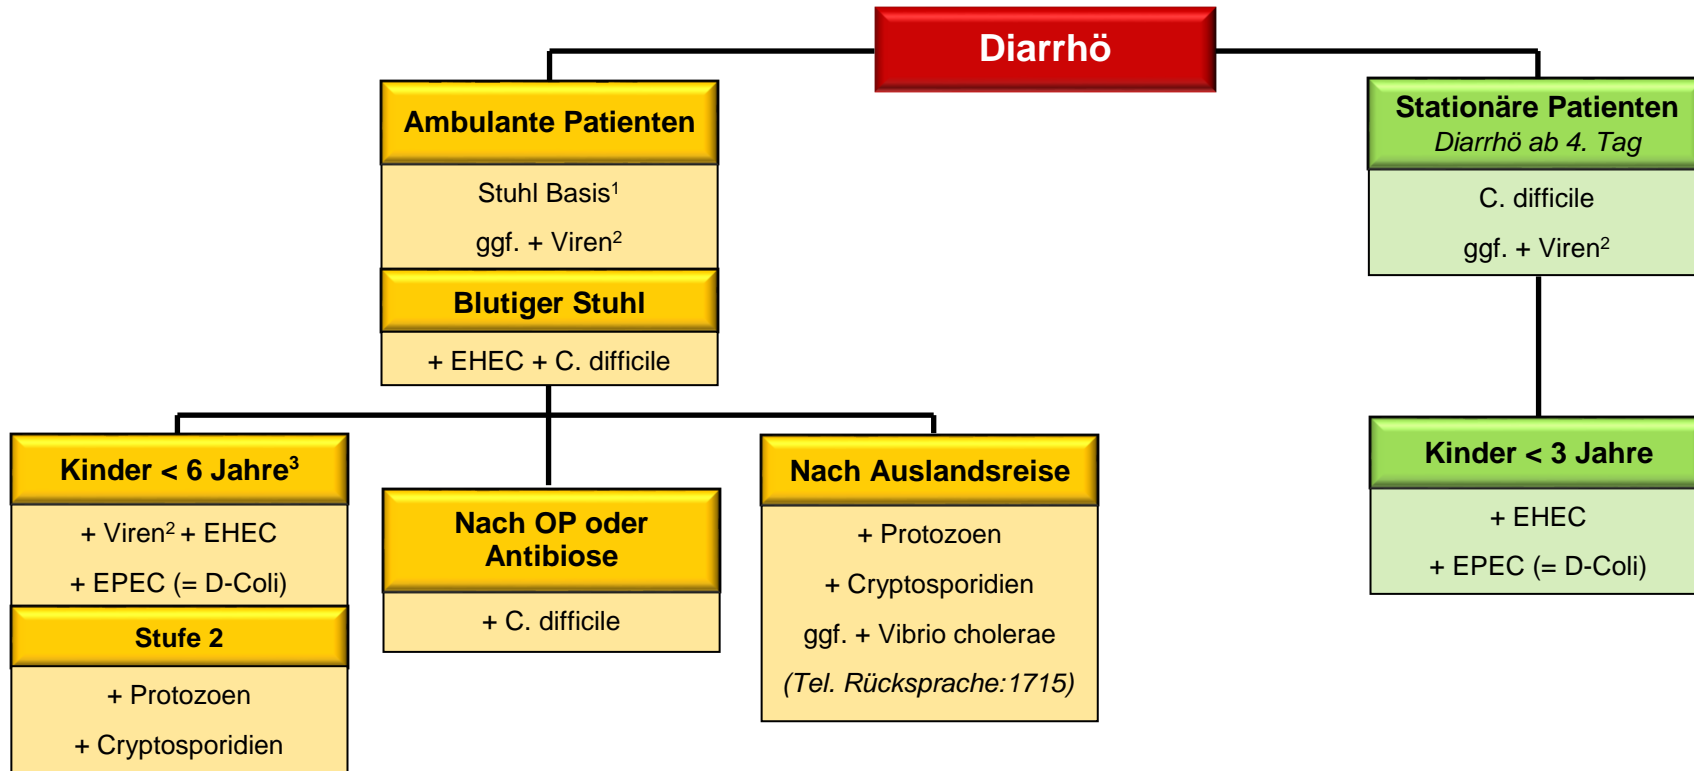 Diarrhö
Ambulante Patienten
Stuhl Basis¹
ggf. + Viren²
Blutiger Stuhl
+ EHEC + C. difficile
Stationäre Patienten
Diarrhö ab 4. Tag
C. difficile
ggf. + Viren²
Kinder < 6 Jahre³
+ Viren² + EHEC
+ EPEC (= D-Coli)
Stufe 2
+ Protozoen
+ Cryptosporidien
Nach OP oder
Antibiose
+ C. difficile
Nach Auslandsreise
+ Protozoen
+ Cryptosporidien
ggf. + Vibrio cholerae
(Tel. Rücksprache:1715)
Kinder < 3 Jahre
+ EHEC
+ EPEC (= D-Coli)